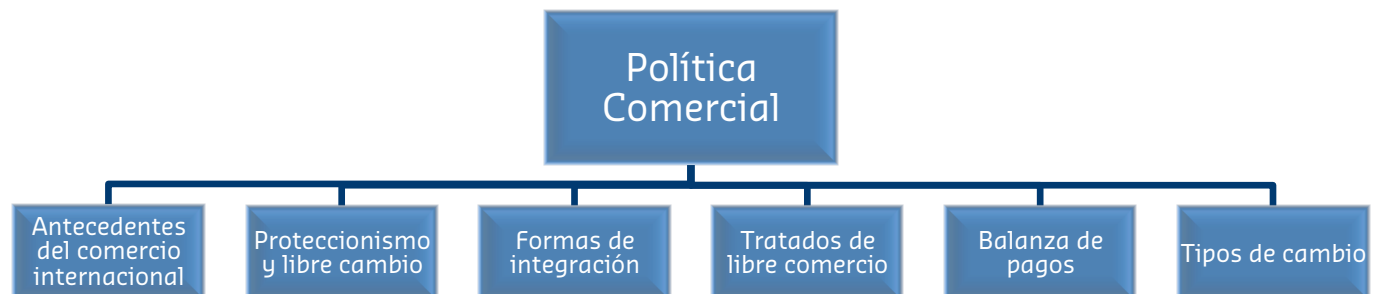 Política
Comercial
Antecedentes
del comercio
internacional
Proteccionismo
y libre cambio
Formas de
integración
Tratados de
libre comercio
Balanza de
pagos
Tipos de cambio